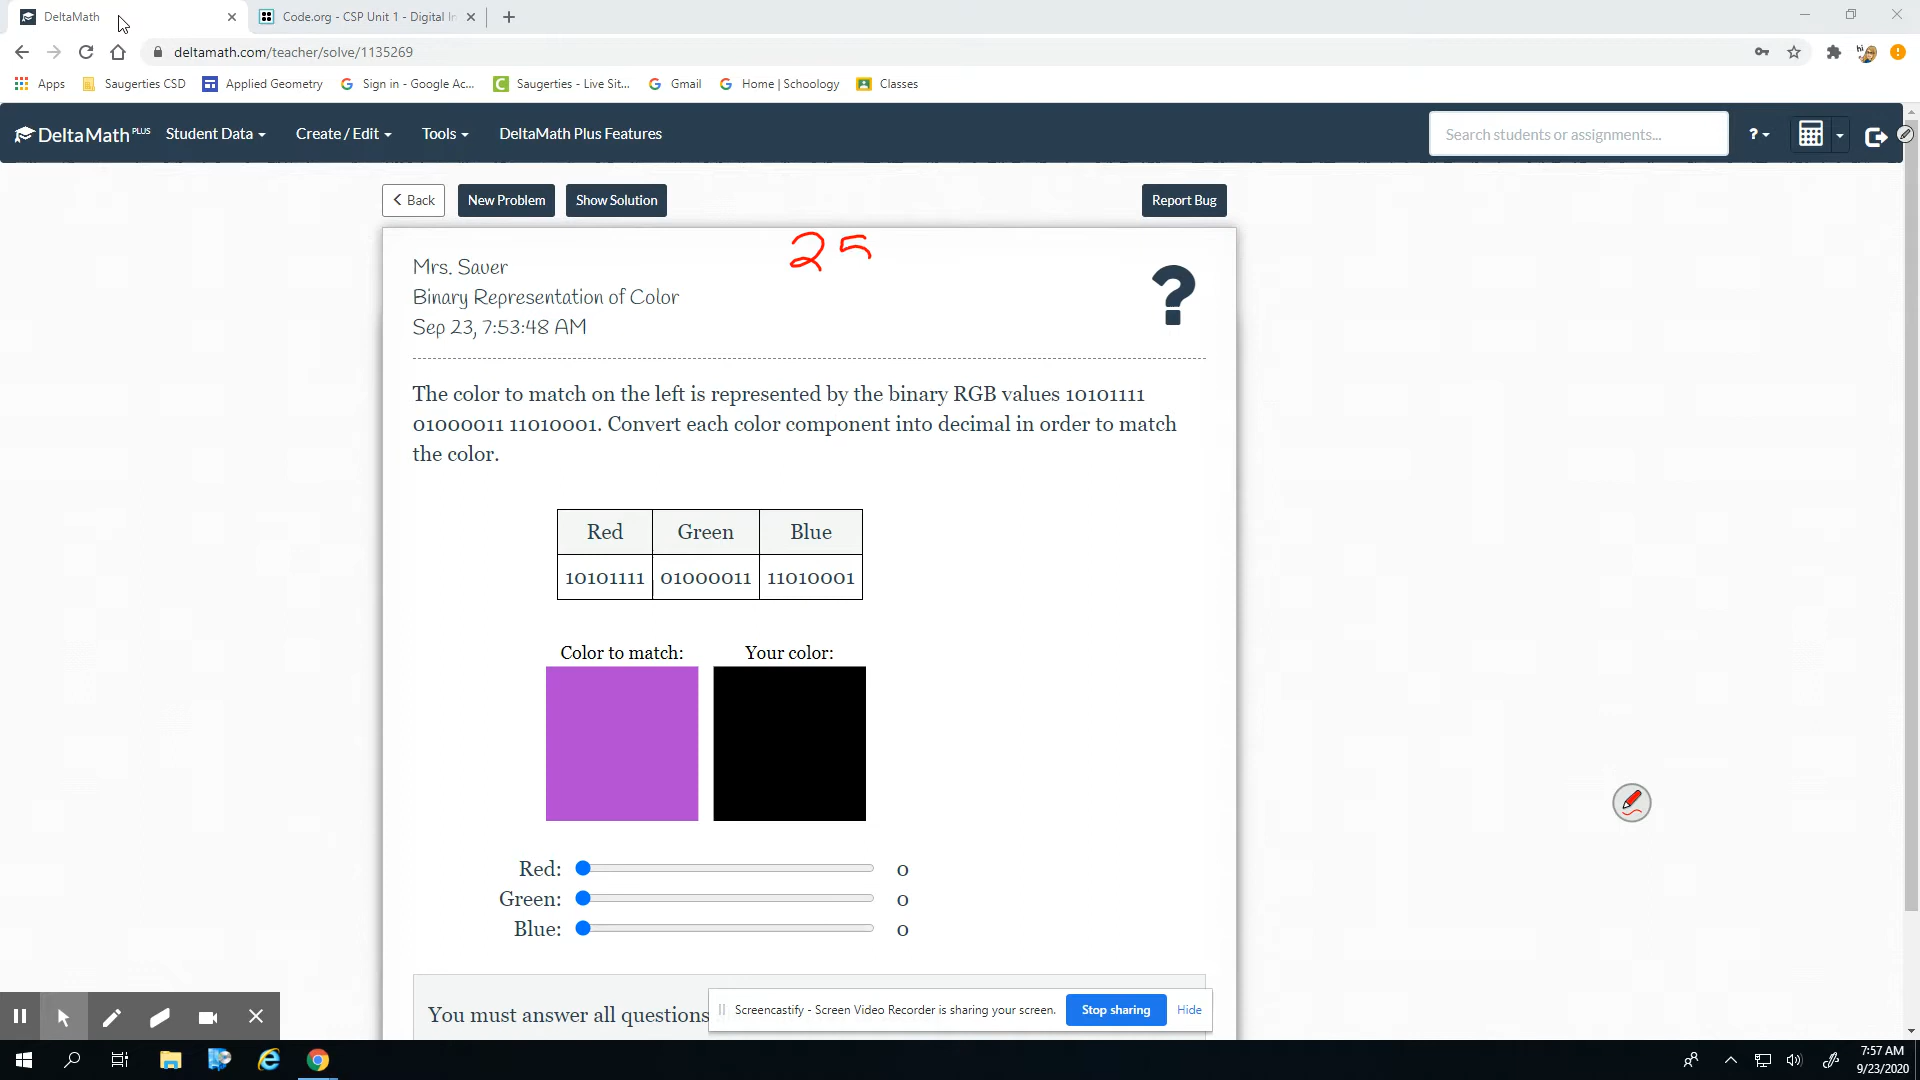 DeltaMath
Code.org - CSP Unit 1 - Digital In
deltamath.com/teacher/solve/1135269
Apps
Saugerties CSD
Applied Geometry
Sign in - Google Ac...
Saugerties - Live Sit...
Gmail
Home | Schoology
Classes
DeltaMath PLUS
Student Data
Create / Edit
Tools
DeltaMath Plus Features
Search students or assignments...
?
Back
New Problem
Show Solution
Report Bug
25
Mrs. Sauer
Binary Representation of Color
Sep 23, 7:53:48 AM
?
The color to match on the left is represented by the binary RGB values 10101111
01000011 11010001. Convert each color component into decimal in order to match
the color.
Red Green Blue
10101111 01000011 11010001
Color to match: Your color:
Red: 0
Green: 0
Blue: 0
You must answer all questions
Screencastify - Screen Video Recorder is sharing your screen.
Stop sharing
Hide
7:57 AM
9/23/2020